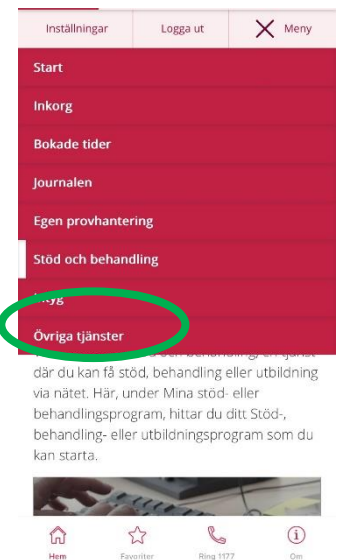 Inställningar Logga ut Meny
Start
Inkorg
Bokade tider
Journalen
Egen provhantering
Stöd och behandling
Övriga tjänster
där du kan få stöd, behandling eller utbildning
via nätet. Här, under Mina stöd- eller
behandlingsprogram, hittar du ditt Stöd-,
behandling- eller utbildningsprogram som du
kan starta.
Hem Favoriter Ring 1177 Om